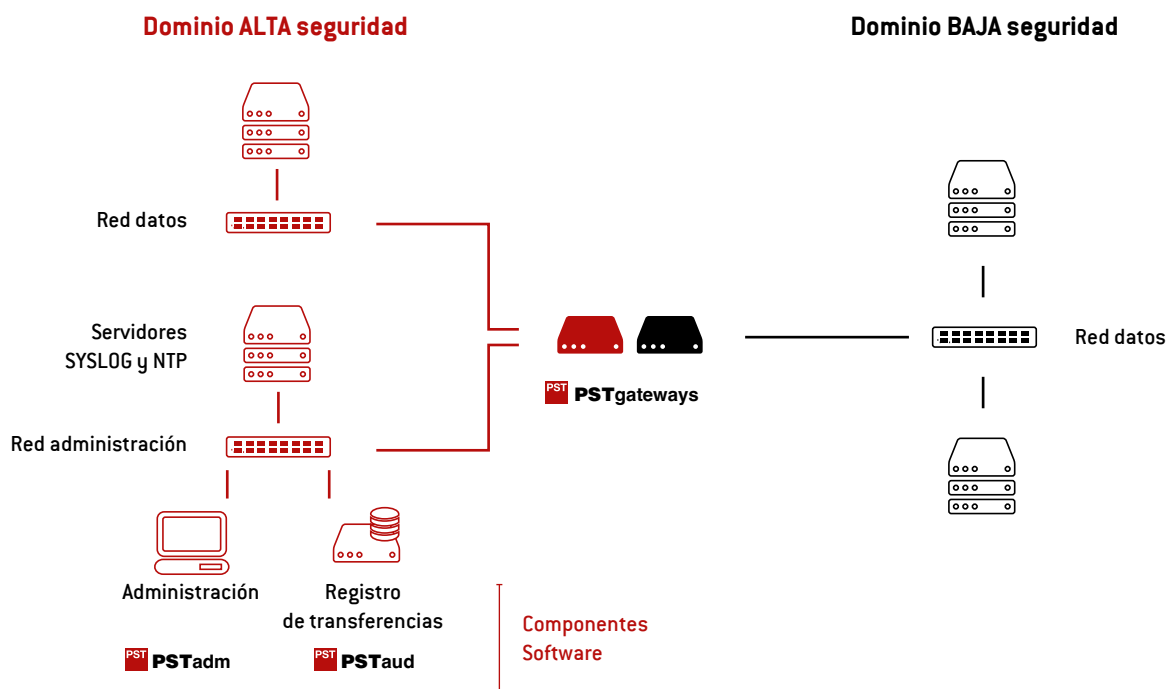 Dominio ALTA seguridad
Dominio BAJA seguridad
Red datos
Servidores
SYSLOG y NTP
Red datos
PST PSTgateways
Red administración
Administración
Registro
de transferencias
Componentes
Software
PST PSTadm
PST PSTaud